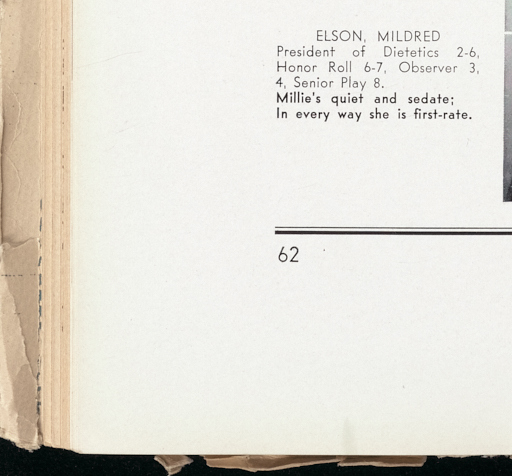 ELSON, MILDRED
President of Dietetics 2-6,
Honor Roll 6-7, Observer 3,
4, Senior Play 8.
Millie's quiet and sedate;
In every way she is first-rate.
62